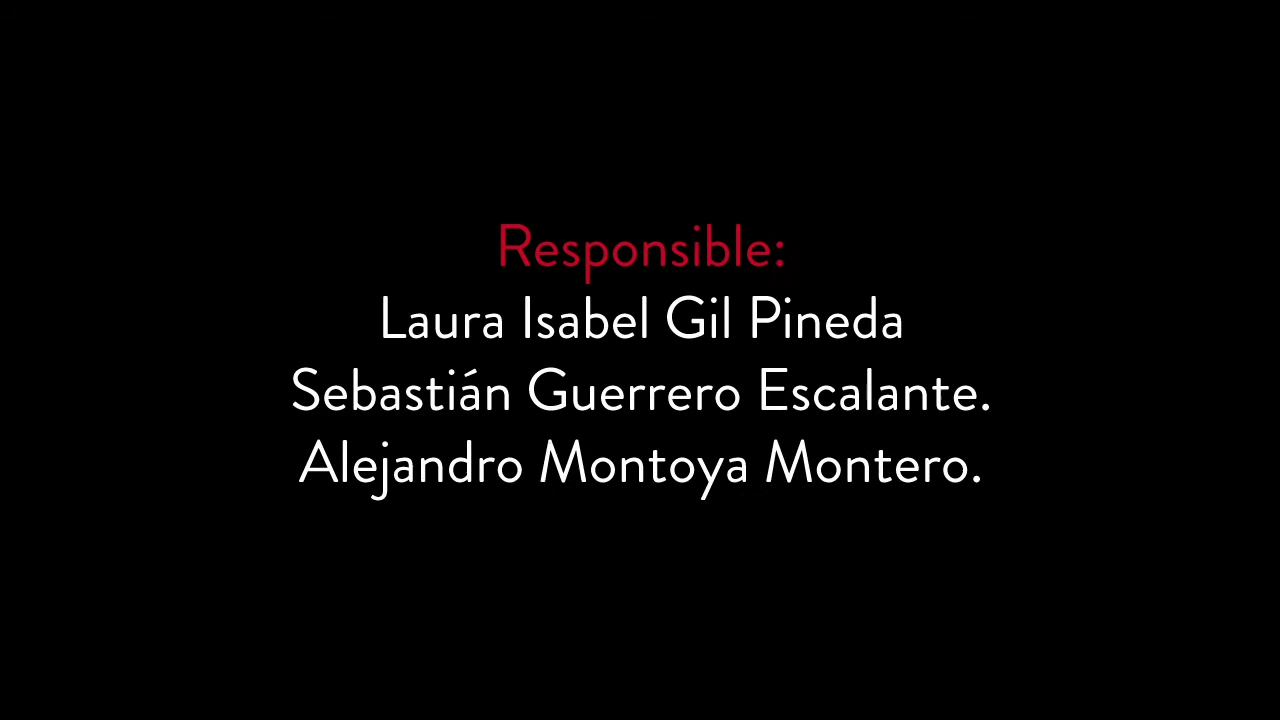 Responsible:
Laura Isabel Gil Pineda
Sebastián Guerrero Escalante.
Alejandro Montoya Montero.